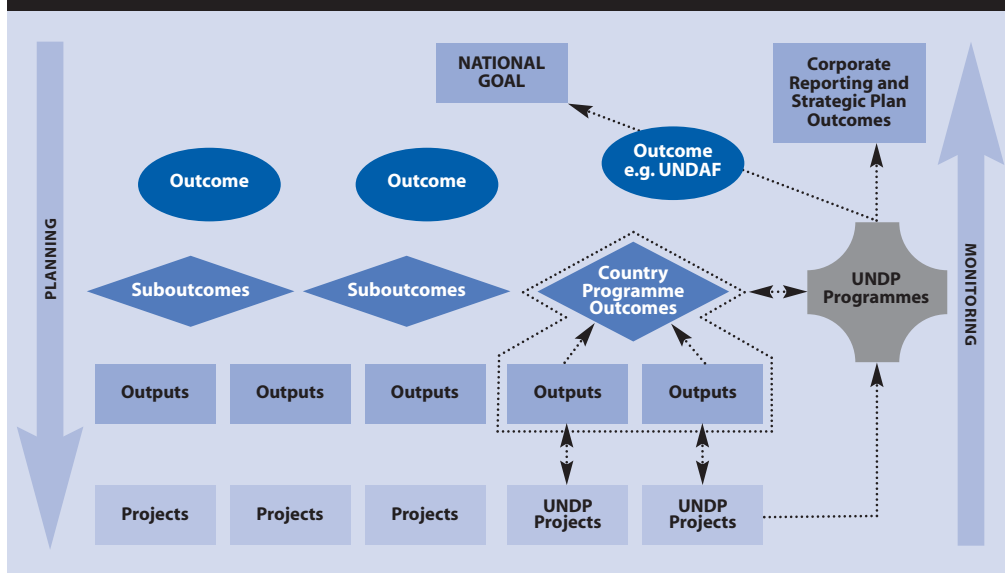 NATIONAL
GOAL
Corporate
Reporting and
Strategic Plan
Outcomes
Outcome
Outcome
Outcome
e.g. UNDAF
PLANNING
MONITORING
Suboutcomes
Suboutcomes
Country
Programme
Outcomes
UNDP
Programmes
Outputs
Outputs
Outputs
Outputs
Outputs
Projects
Projects
Projects
UNDP
Projects
UNDP
Projects